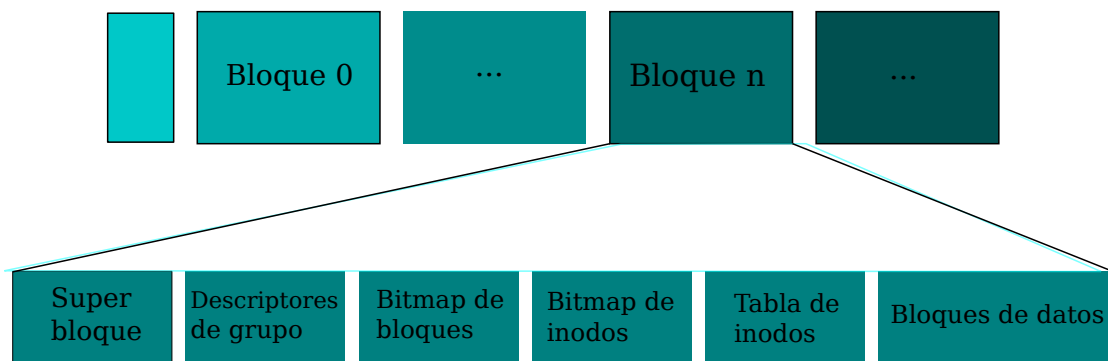 Bloque 0
...
Bloque n
...
Super
bloque
Descriptores
de grupo
Bitmap de
bloques
Bitmap de
inodos
Tabla de
inodos
Bloques de datos